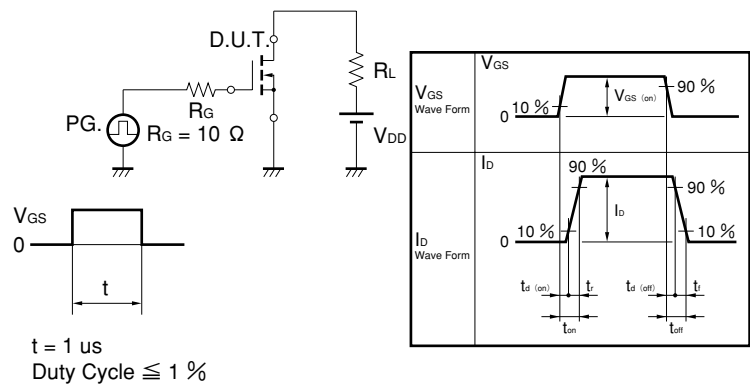 D.U.T.
RL
RG
PG.
RG = 10 Ω
VDD
VGS
0
t
t = 1 us
Duty Cycle ≦ 1 %
VGS
Wave Form
VGS
10 %
VGS (on)
90 %
0
ID
Wave Form
ID
90 %
90 %
10 %
ID
10 %
0
td (on)
tr
td (off)
tf
ton
toff